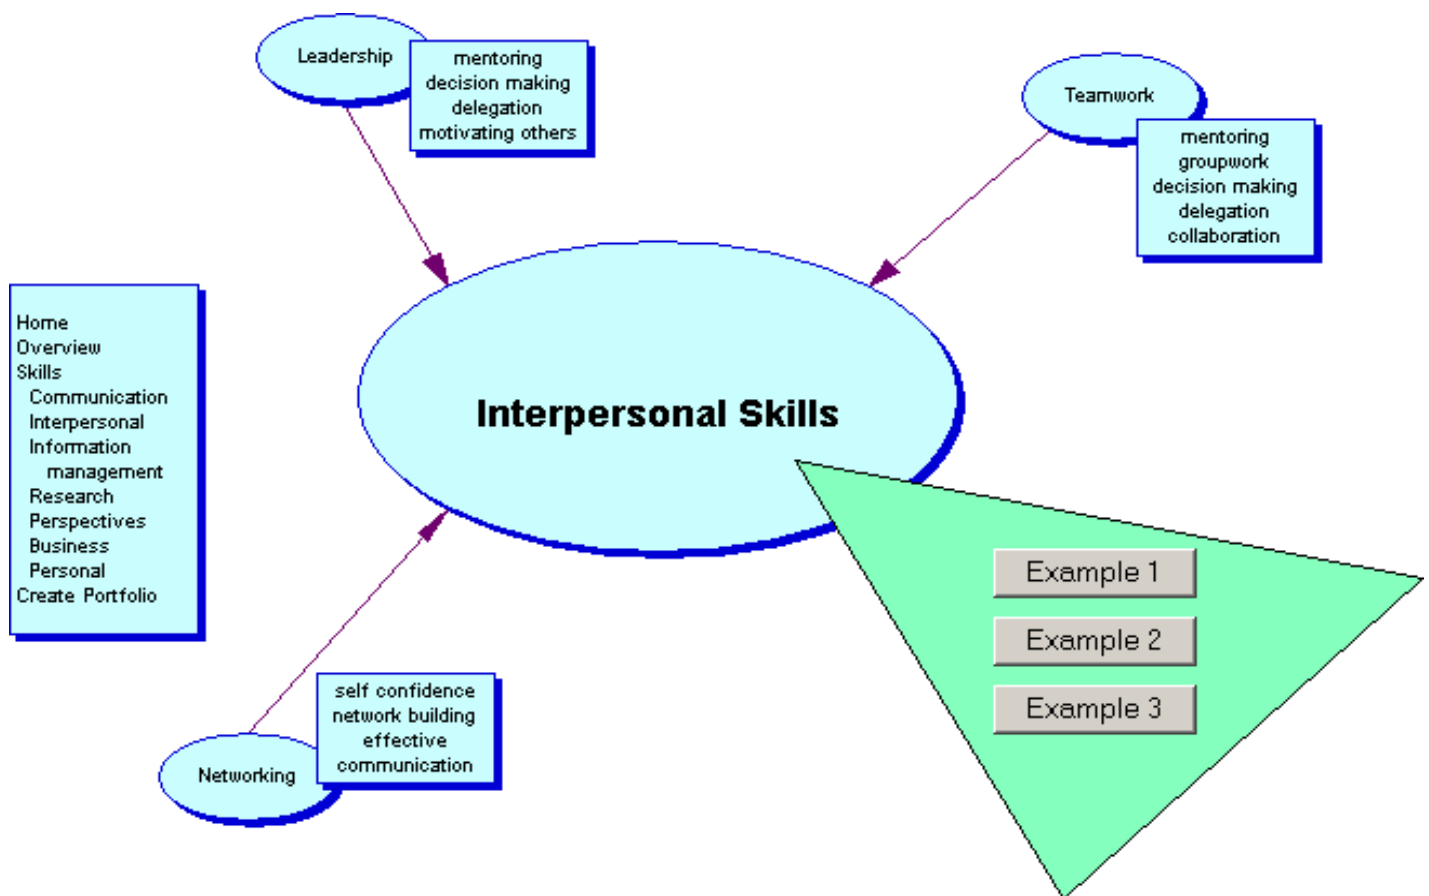 Leadership
mentoring
decision making
delegation
motivating others
Teamwork
mentoring
groupwork
decision making
delegation
collaboration
Home
Overview
Skills
Communication
Interpersonal
Information
management
Research
Perspectives
Business
Personal
Create Portfolio
Interpersonal Skills
Example 1
Example 2
Example 3
self confidence
network building
effective
communication
Networking